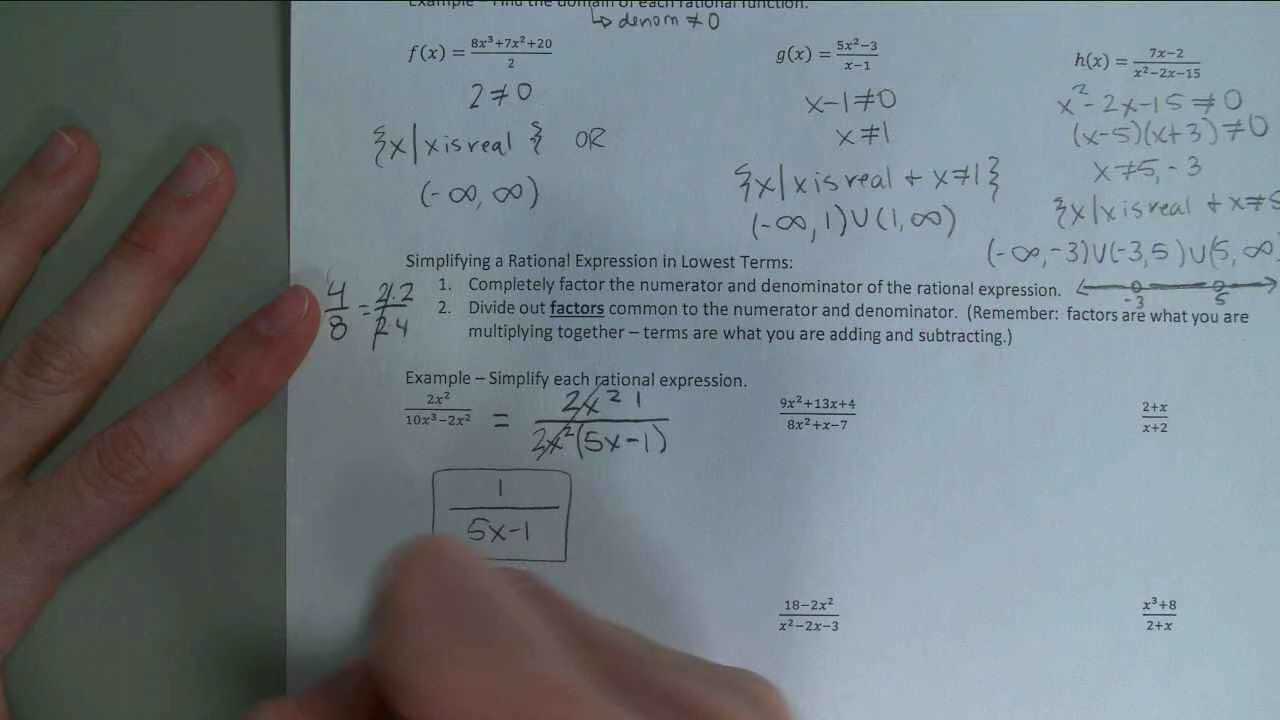 Example – Find the domain of each rational function.
↳ denom ≠ 0
f(x) = (8x³+7x²+20)/2
2 ≠ 0
{x | x is real } OR
(-∞, ∞)
g(x) = (5x²−3)/(x−1)
x-1≠0
x≠1
{x | x is real + x≠1}
(-∞, 1)∪(1, ∞)
h(x) = (7x−2)/(x²−2x−15)
x²-2x-15 ≠0
(x-5)(x+3) ≠0
x≠5, -3
{x | x is real + x≠5
(-∞, -3)∪(-3, 5)∪(5, ∞
-3 5
Simplifying a Rational Expression in Lowest Terms:
1. Completely factor the numerator and denominator of the rational expression.
2. Divide out factors common to the numerator and denominator. (Remember: factors are what you are
multiplying together – terms are what you are adding and subtracting.)
4/8 = 2·2/2·4
Example – Simplify each rational expression.
2x²/(10x³−2x²) = 2x² 1/2x²(5x-1)
1/(5x-1)
(9x²+13x+4)/(8x²+x−7)
(2+x)/(x+2)
(18−2x²)/(x²−2x−3)
(x³+8)/(2+x)